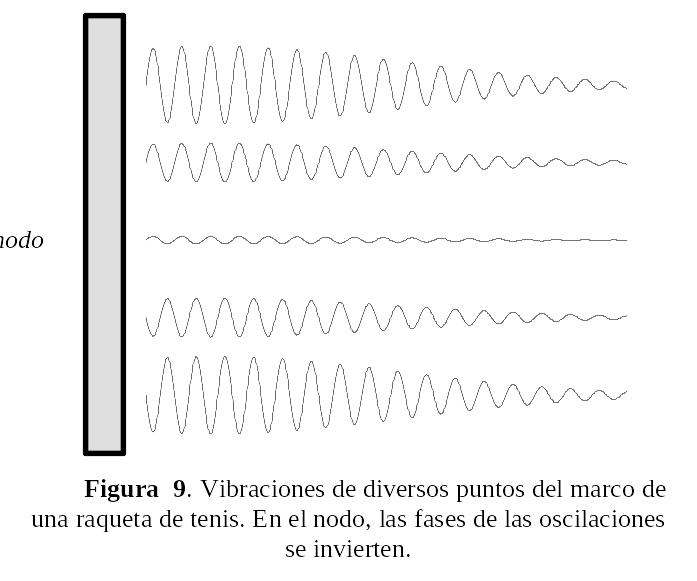 nodo
Figura 9. Vibraciones de diversos puntos del marco de
una raqueta de tenis. En el nodo, las fases de las oscilaciones
se invierten.